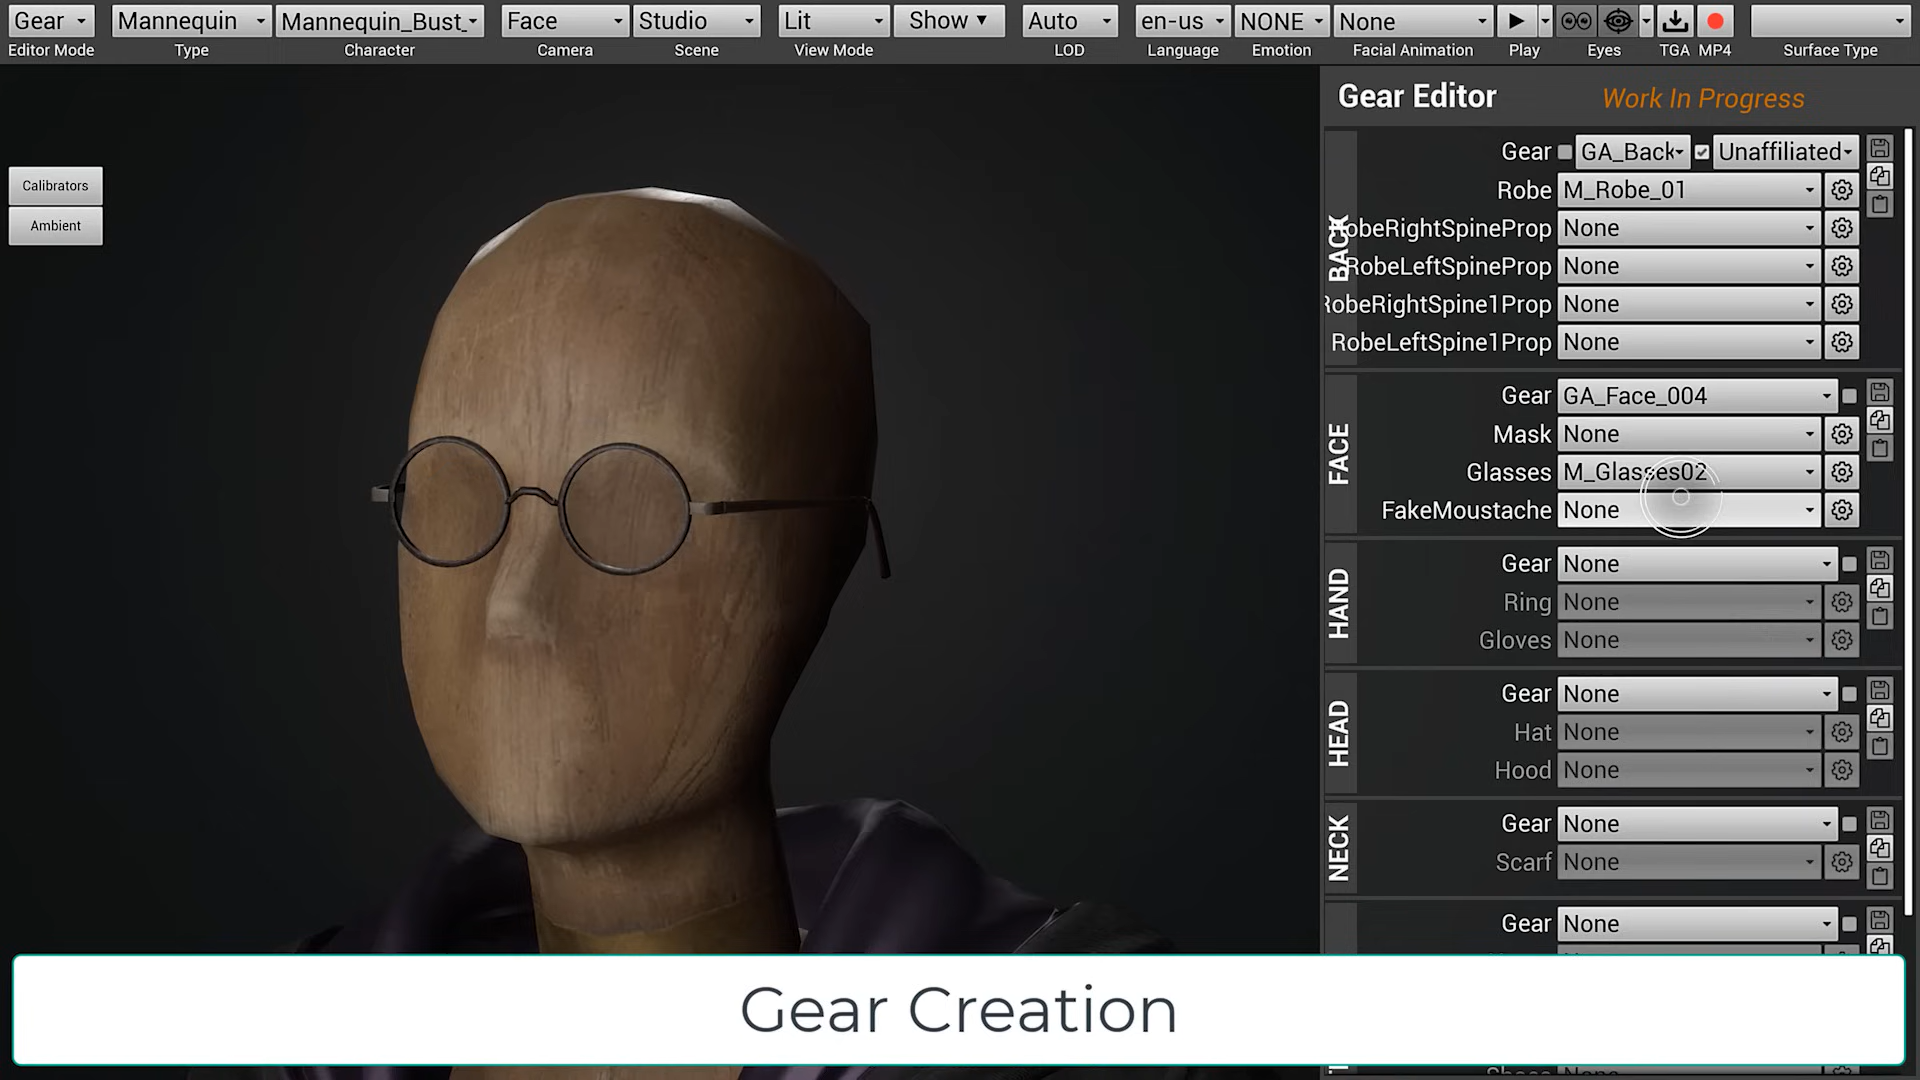 Gear
Editor Mode
Mannequin
Type
Mannequin_Bust_
Character
Face
Camera
Studio
Scene
Lit
View Mode
Show
Auto
LOD
en-us
Language
NONE
Emotion
None
Facial Animation
Play
Eyes
TGA
MP4
Surface Type
Calibrators
Ambient
Gear Editor
Work In Progress
BACK
Gear GA_Back Unaffiliated
Robe M_Robe_01
obeRightSpineProp None
RobeLeftSpineProp None
RobeRightSpine1Prop None
RobeLeftSpine1Prop None
FACE
Gear GA_Face_004
Mask None
Glasses M_Glasses02
FakeMoustache None
HAND
Gear None
Ring None
Gloves None
HEAD
Gear None
Hat None
Hood None
NECK
Gear None
Scarf None
Gear None
Gear Creation